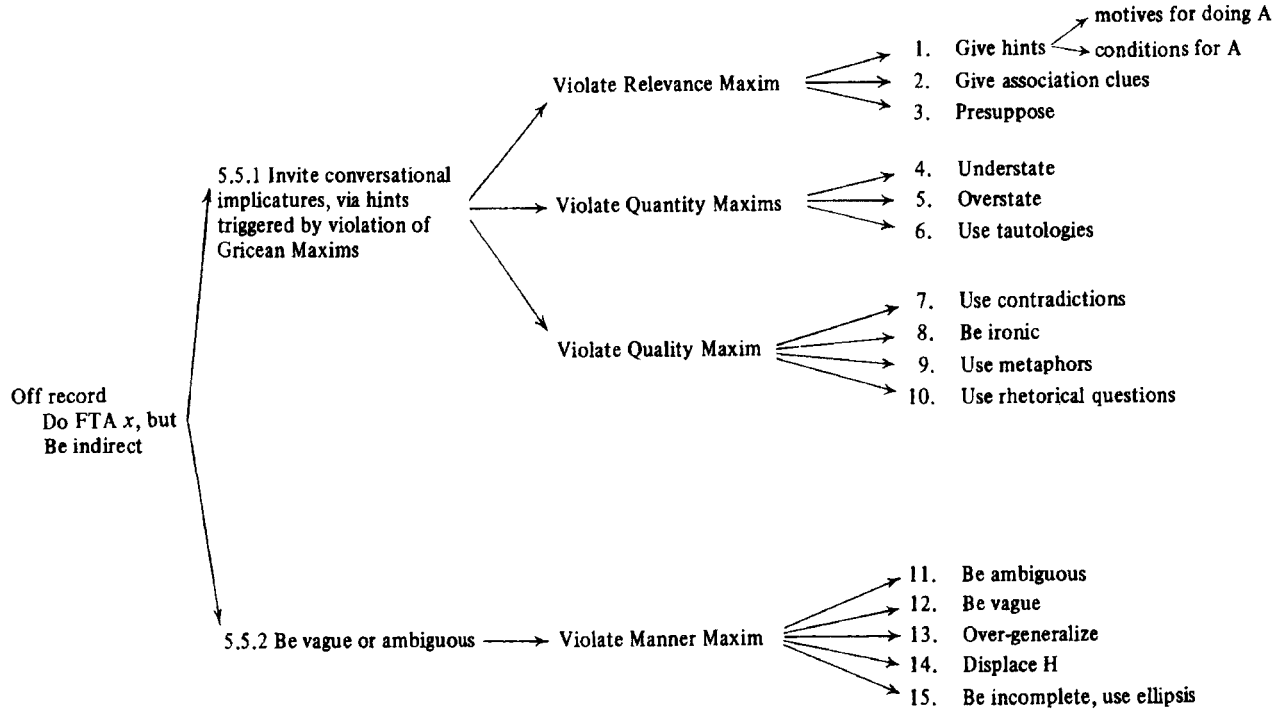 motives for doing A
1. Give hints
conditions for A
Violate Relevance Maxim
2. Give association clues
3. Presuppose
5.5.1 Invite conversational
implicatures, via hints
triggered by violation of
Gricean Maxims
4. Understate
Violate Quantity Maxims
5. Overstate
6. Use tautologies
7. Use contradictions
Violate Quality Maxim
8. Be ironic
9. Use metaphors
10. Use rhetorical questions
Off record
Do FTA x, but
Be indirect
11. Be ambiguous
12. Be vague
5.5.2 Be vague or ambiguous
Violate Manner Maxim
13. Over-generalize
14. Displace H
15. Be incomplete, use ellipsis